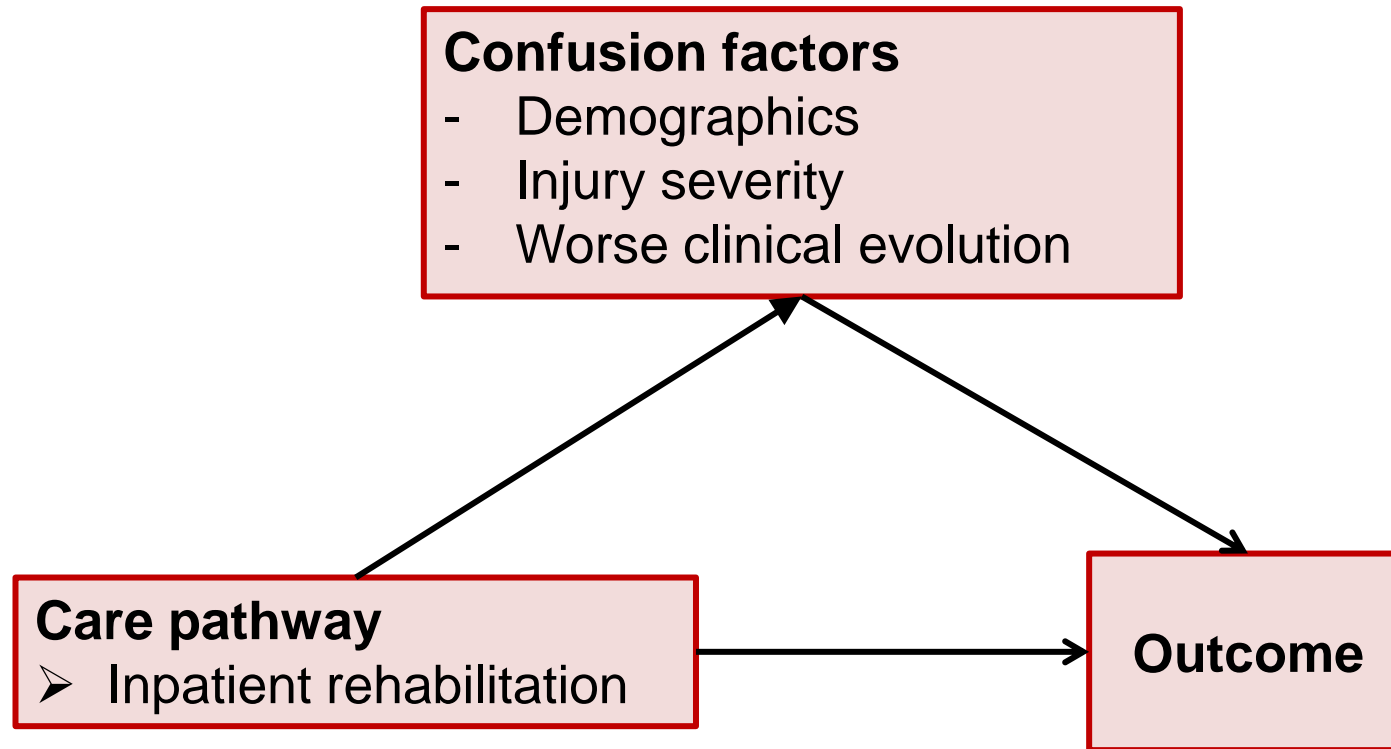 Confusion factors
- Demographics
- Injury severity
- Worse clinical evolution
Care pathway
➢ Inpatient rehabilitation
Outcome